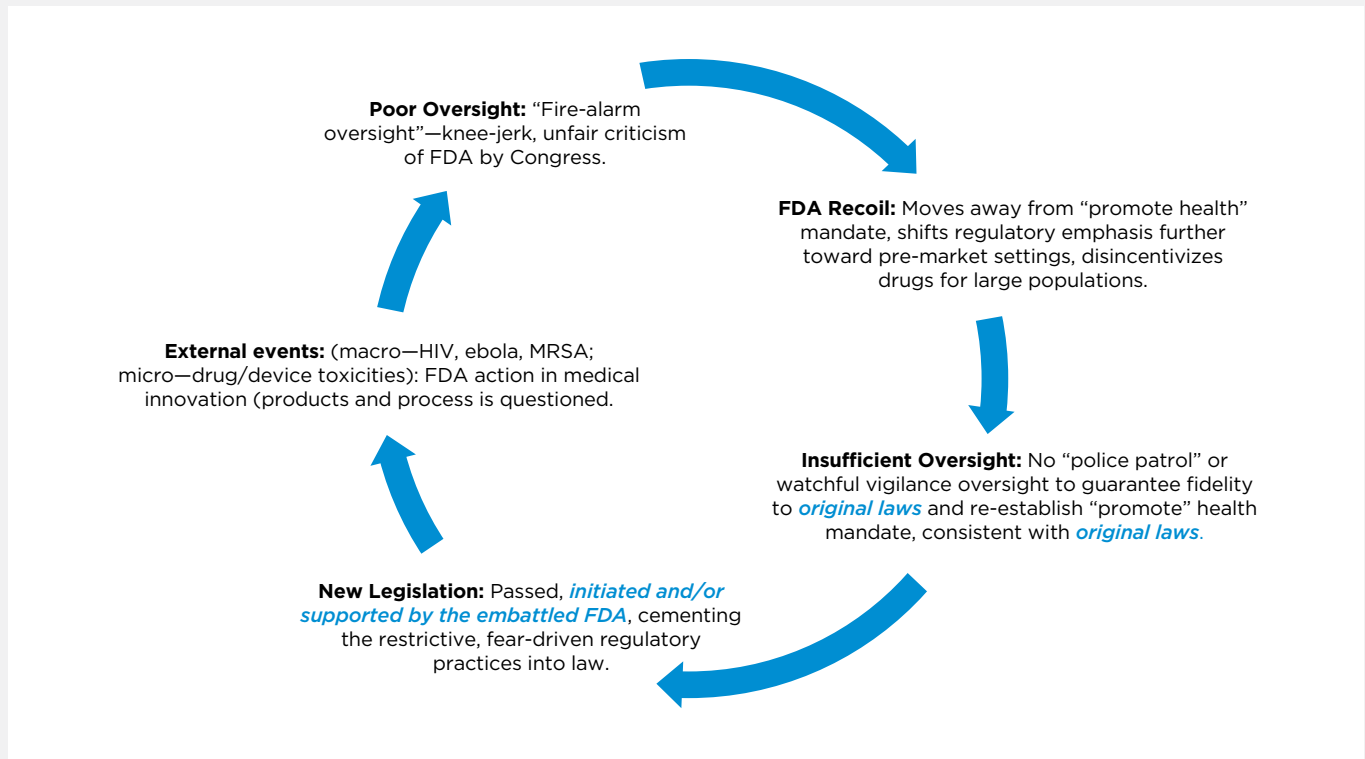 Poor Oversight: “Fire-alarm
oversight”—knee-jerk, unfair criticism
of FDA by Congress.
FDA Recoil: Moves away from “promote health”
mandate, shifts regulatory emphasis further
toward pre-market settings, disincentivizes
drugs for large populations.
Insufficient Oversight: No “police patrol” or
watchful vigilance oversight to guarantee fidelity
to original laws and re-establish “promote” health
mandate, consistent with original laws.
New Legislation: Passed, initiated and/or
supported by the embattled FDA, cementing
the restrictive, fear-driven regulatory
practices into law.
External events: (macro—HIV, ebola, MRSA;
micro—drug/device toxicities): FDA action in medical
innovation (products and process is questioned.